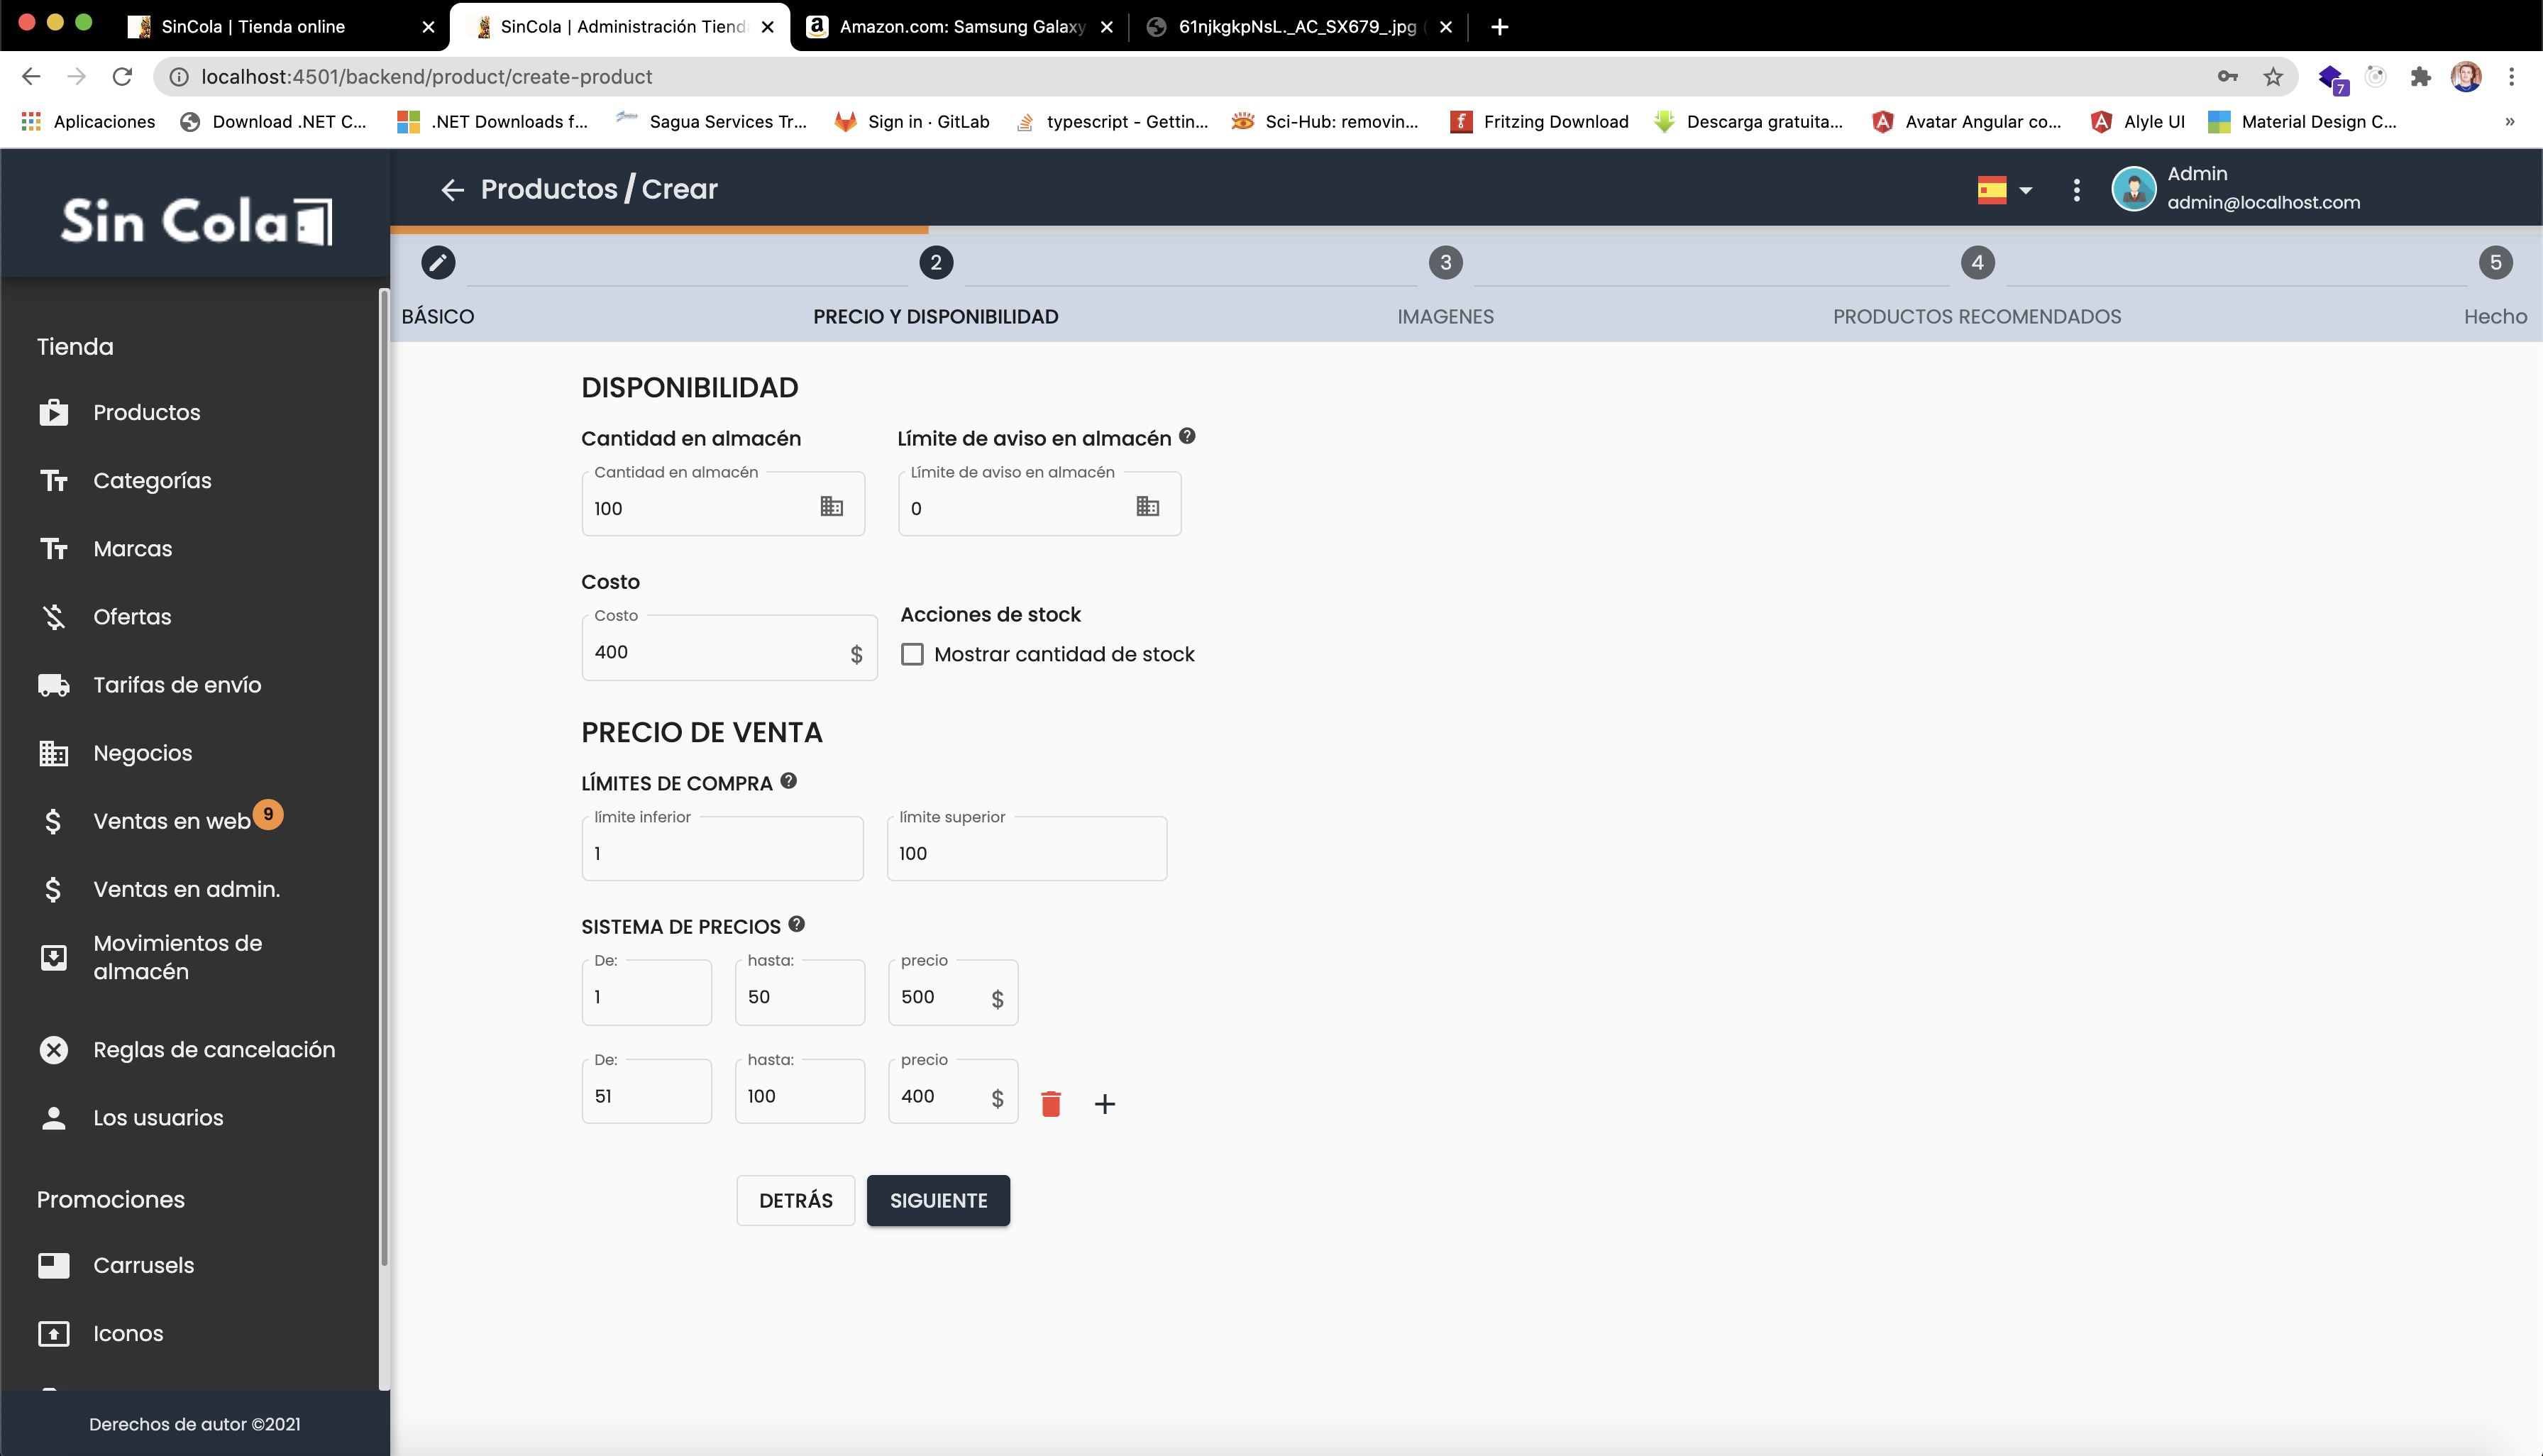 SinCola | Tienda online
SinCola | Administración Tiend
Amazon.com: Samsung Galaxy
61njkgkpNsL._AC_SX679_.jpg (
localhost:4501/backend/product/create-product
7
Aplicaciones
Download .NET C...
.NET Downloads f...
Sagua Services Tr...
Sign in · GitLab
typescript - Gettin...
Sci-Hub: removin...
Fritzing Download
Descarga gratuita...
Avatar Angular co...
Alyle UI
Material Design C...
»
Sin Cola
Productos / Crear
Admin
admin@localhost.com
2
3
4
5
BÁSICO
PRECIO Y DISPONIBILIDAD
IMAGENES
PRODUCTOS RECOMENDADOS
Hecho
Tienda
Productos
Categorías
Marcas
Ofertas
Tarifas de envío
Negocios
Ventas en web
9
Ventas en admin.
Movimientos de
almacén
Reglas de cancelación
Los usuarios
Promociones
Carrusels
Iconos
Derechos de autor ©2021
DISPONIBILIDAD
Cantidad en almacén
Límite de aviso en almacén
Cantidad en almacén
100
Límite de aviso en almacén
0
Costo
Costo
400
$
Acciones de stock
Mostrar cantidad de stock
PRECIO DE VENTA
LÍMITES DE COMPRA
límite inferior
1
límite superior
100
SISTEMA DE PRECIOS
De:
1
hasta:
50
precio
500
$
De:
51
hasta:
100
precio
400
$
DETRÁS
SIGUIENTE